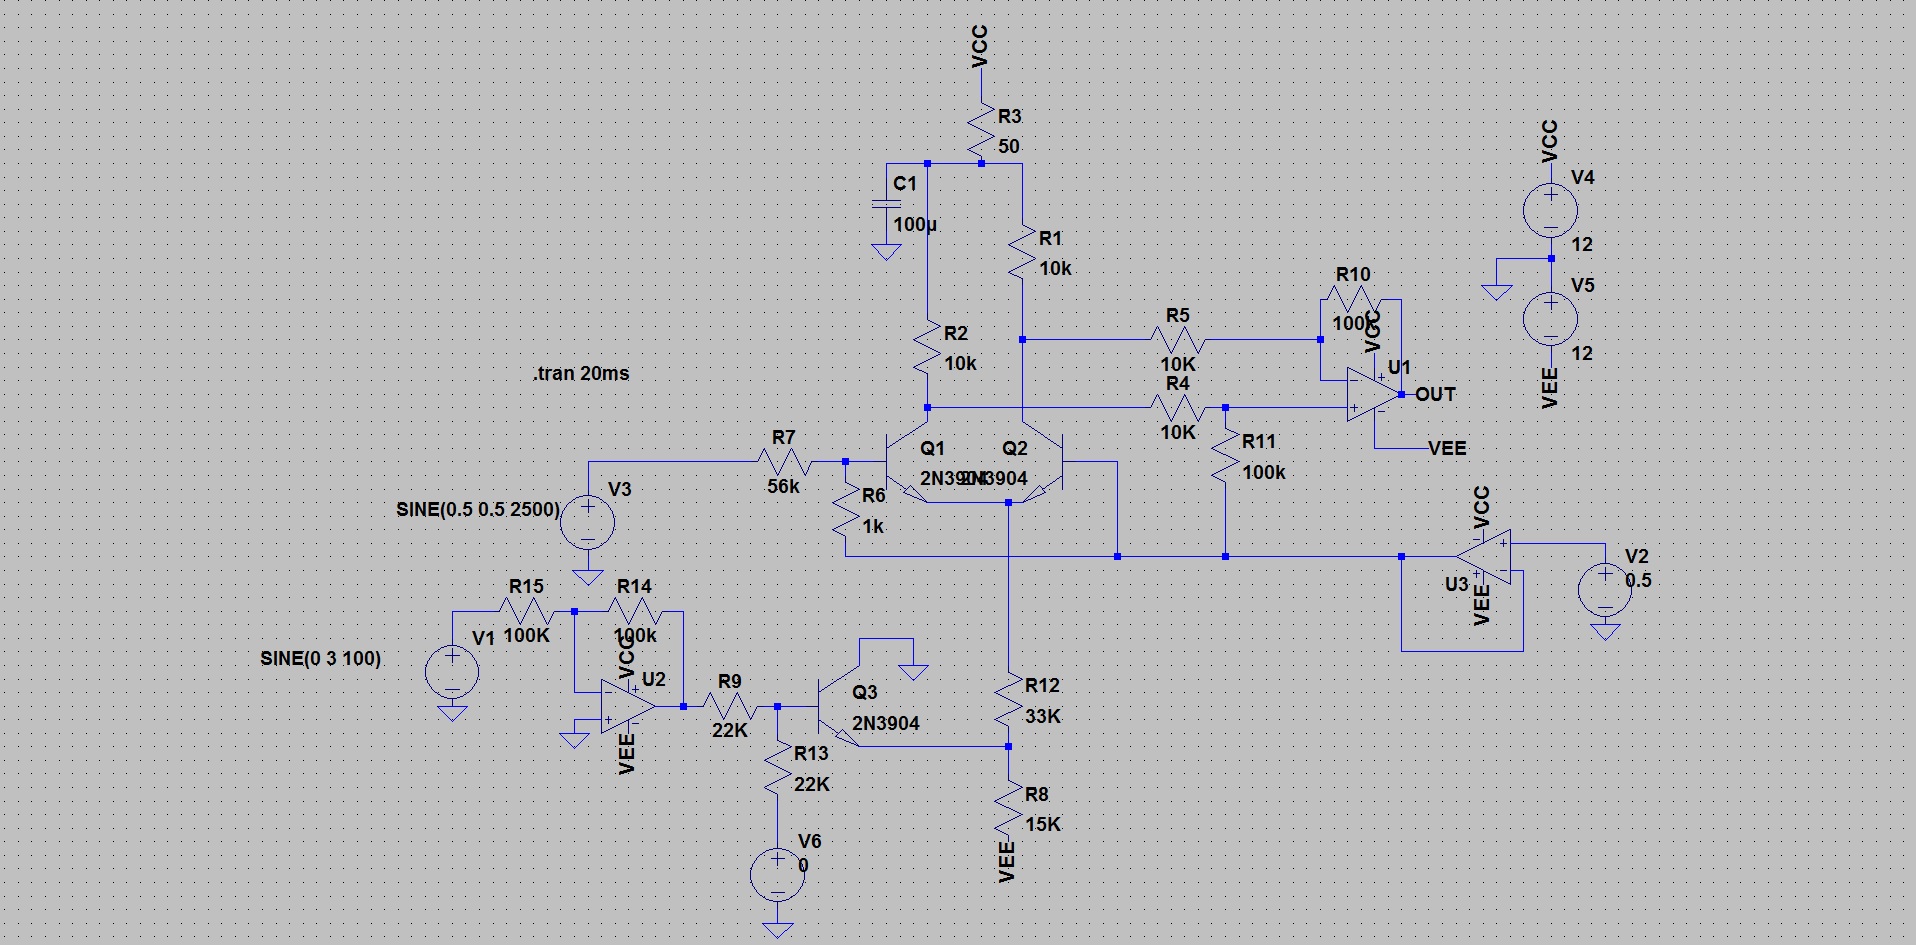 VCC
R3
50
C1
100µ
R1
10k
R2
10k
.tran 20ms
R5
10K
R4
10K
R10
100k
VCC
U1
OUT
VEE
R11
100k
VCC
V4
12
V5
12
VEE
R7
56k
Q1
2N3904
Q2
2N3904
R6
1k
V3
SINE(0.5 0.5 2500)
VCC
U3
VEE
V2
0.5
R15
100K
R14
100k
V1
SINE(0 3 100)
VCC
U2
VEE
R9
22K
Q3
2N3904
R12
33K
R13
22K
R8
15K
VEE
V6
0